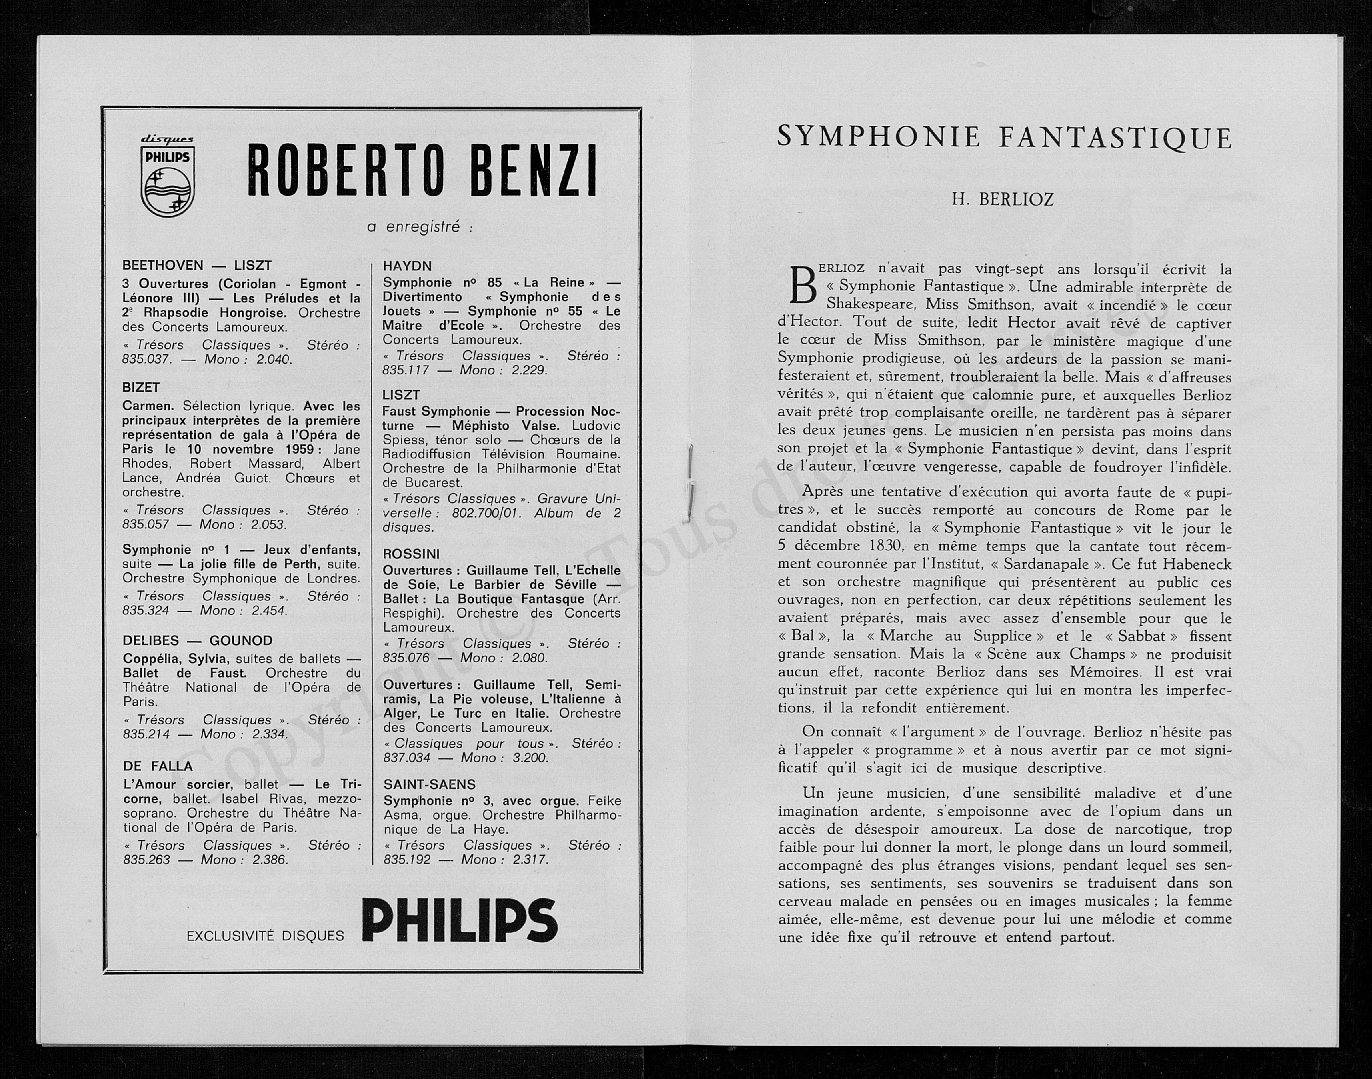 disques
PHILIPS
ROBERTO BENZI
a enregistré :
BEETHOVEN — LISZT
3 Ouvertures (Coriolan - Egmont -
Léonore III) — Les Préludes et la
2e Rhapsodie Hongroise. Orchestre
des Concerts Lamoureux.
« Trésors Classiques ». Stéréo :
835.037. — Mono : 2.040.
BIZET
Carmen. Sélection lyrique. Avec les
principaux interprètes de la première
représentation de gala à l'Opéra de
Paris le 10 novembre 1959 : Jane
Rhodes, Robert Massard, Albert
Lance, Andréa Guiot. Chœurs et
orchestre.
« Trésors Classiques ». Stéréo :
835.057 — Mono : 2.053.
Symphonie no 1 — Jeux d'enfants,
suite — La jolie fille de Perth, suite.
Orchestre Symphonique de Londres.
« Trésors Classiques ». Stéréo :
835.324 — Mono : 2.454.
DELIBES — GOUNOD
Coppélia, Sylvia, suites de ballets —
Ballet de Faust. Orchestre du
Théâtre National de l'Opéra de
Paris.
« Trésors Classiques ». Stéréo :
835.214 — Mono : 2.334.
DE FALLA
L'Amour sorcier, ballet — Le Tri-
corne, ballet. Isabel Rivas, mezzo-
soprano. Orchestre du Théâtre Na-
tional de l'Opéra de Paris.
« Trésors Classiques ». Stéréo :
835.263 — Mono : 2.386.
HAYDN
Symphonie no 85 « La Reine » —
Divertimento « Symphonie des
Jouets » — Symphonie no 55 « Le
Maître d'Ecole ». Orchestre des
Concerts Lamoureux.
« Trésors Classiques ». Stéréo :
835.117 — Mono : 2.229.
LISZT
Faust Symphonie — Procession Noc-
turne — Méphisto Valse. Ludovic
Spiess, ténor solo — Chœurs de la
Radiodiffusion Télévision Roumaine.
Orchestre de la Philharmonie d'Etat
de Bucarest.
« Trésors Classiques ». Gravure Uni-
verselle : 802.700/01. Album de 2
disques.
ROSSINI
Ouvertures : Guillaume Tell, L'Echelle
de Soie, Le Barbier de Séville —
Ballet : La Boutique Fantasque (Arr.
Respighi). Orchestre des Concerts
Lamoureux.
« Trésors Classiques ». Stéréo :
835.076 — Mono : 2.080.
Ouvertures : Guillaume Tell, Semi-
ramis, La Pie voleuse, L'Italienne à
Alger, Le Turc en Italie. Orchestre
des Concerts Lamoureux.
« Classiques pour tous ». Stéréo :
837.034 — Mono : 3.200.
SAINT-SAENS
Symphonie no 3, avec orgue. Feike
Asma, orgue. Orchestre Philharmo-
nique de La Haye.
« Trésors Classiques ». Stéréo :
835.192 — Mono : 2.317.
EXCLUSIVITÉ DISQUES PHILIPS
SYMPHONIE FANTASTIQUE
H. BERLIOZ
BERLIOZ n'avait pas vingt-sept ans lorsqu'il écrivit la
« Symphonie Fantastique ». Une admirable interprète de
Shakespeare, Miss Smithson, avait « incendié » le cœur
d'Hector. Tout de suite, ledit Hector avait rêvé de captiver
le cœur de Miss Smithson, par le ministère magique d'une
Symphonie prodigieuse, où les ardeurs de la passion se mani-
festeraient et, sûrement, troubleraient la belle. Mais « d'affreuses
vérités », qui n'étaient que calomnie pure, et auxquelles Berlioz
avait prêté trop complaisante oreille, ne tardèrent pas à séparer
les deux jeunes gens. Le musicien n'en persista pas moins dans
son projet et la « Symphonie Fantastique » devint, dans l'esprit
de l'auteur, l'œuvre vengeresse, capable de foudroyer l'infidèle.
Après une tentative d'exécution qui avorta faute de « pupi-
tres », et le succès remporté au concours de Rome par le
candidat obstiné, la « Symphonie Fantastique » vit le jour le
5 décembre 1830, en même temps que la cantate tout récem-
ment couronnée par l'Institut, « Sardanapale ». Ce fut Habeneck
et son orchestre magnifique qui présentèrent au public ces
ouvrages, non en perfection, car deux répétitions seulement les
avaient préparés, mais avec assez d'ensemble pour que le
« Bal », la « Marche au Supplice » et le « Sabbat » fissent
grande sensation. Mais la « Scène aux Champs » ne produisit
aucun effet, raconte Berlioz dans ses Mémoires. Il est vrai
qu'instruit par cette expérience qui lui en montra les imperfec-
tions, il la refondit entièrement.
On connaît « l'argument » de l'ouvrage. Berlioz n'hésite pas
à l'appeler « programme » et à nous avertir par ce mot signi-
ficatif qu'il s'agit ici de musique descriptive.
Un jeune musicien, d'une sensibilité maladive et d'une
imagination ardente, s'empoisonne avec de l'opium dans un
accès de désespoir amoureux. La dose de narcotique, trop
faible pour lui donner la mort, le plonge dans un lourd sommeil,
accompagné des plus étranges visions, pendant lequel ses sen-
sations, ses sentiments, ses souvenirs se traduisent dans son
cerveau malade en pensées ou en images musicales ; la femme
aimée, elle-même, est devenue pour lui une mélodie et comme
une idée fixe qu'il retrouve et entend partout.
Copyright © Tous droits